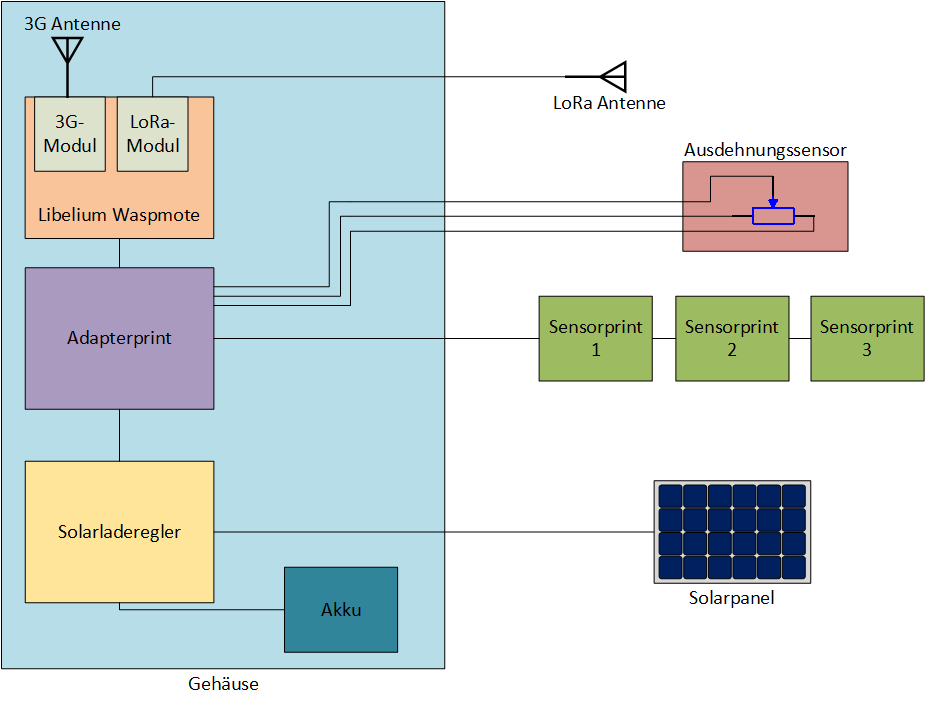 3G Antenne
3G-
Modul
LoRa-
Modul
Libelium Waspmote
LoRa Antenne
Ausdehnungssensor
Adapterprint
Sensorprint
1
Sensorprint
2
Sensorprint
3
Solarladeregler
Akku
Solarpanel
Gehäuse